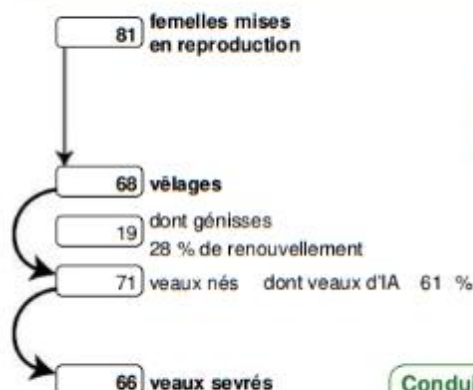 81 femelles mises
en reproduction
68 vêlages
19 dont génisses
28 % de renouvellement
71 veaux nés dont veaux d'IA 61 %
66 veaux sevrés
Condui